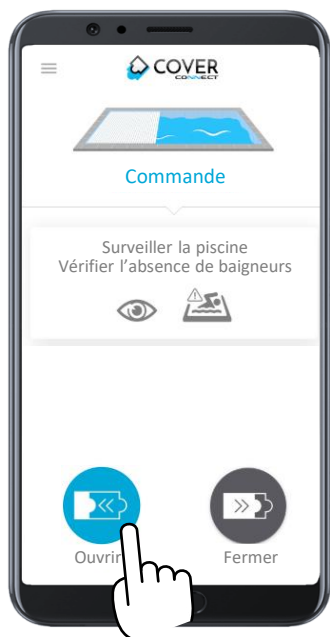 COVER
CONNECT
Commande
Surveiller la piscine
Vérifier l’absence de baigneurs
Ouvrir
Fermer